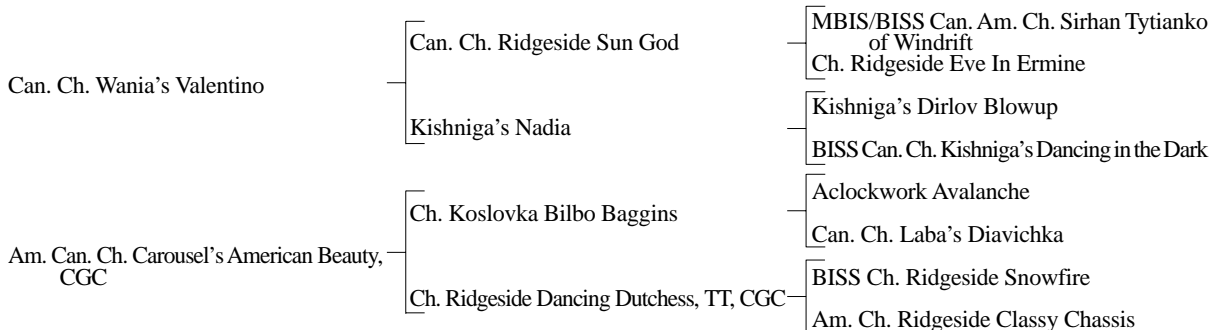 MBIS/BISS Can. Am. Ch. Sirhan Tytianko
of Windrift
Can. Ch. Ridgeside Sun God
Ch. Ridgeside Eve In Ermine
Can. Ch. Wania’s Valentino
Kishniga’s Dirlov Blowup
Kishniga’s Nadia
BISS Can. Ch. Kishniga’s Dancing in the Dark
Aclockwork Avalanche
Ch. Koslovka Bilbo Baggins
Can. Ch. Laba’s Diavichka
Am. Can. Ch. Carousel’s American Beauty,
CGC
BISS Ch. Ridgeside Snowfire
Ch. Ridgeside Dancing Dutchess, TT, CGC
Am. Ch. Ridgeside Classy Chassis